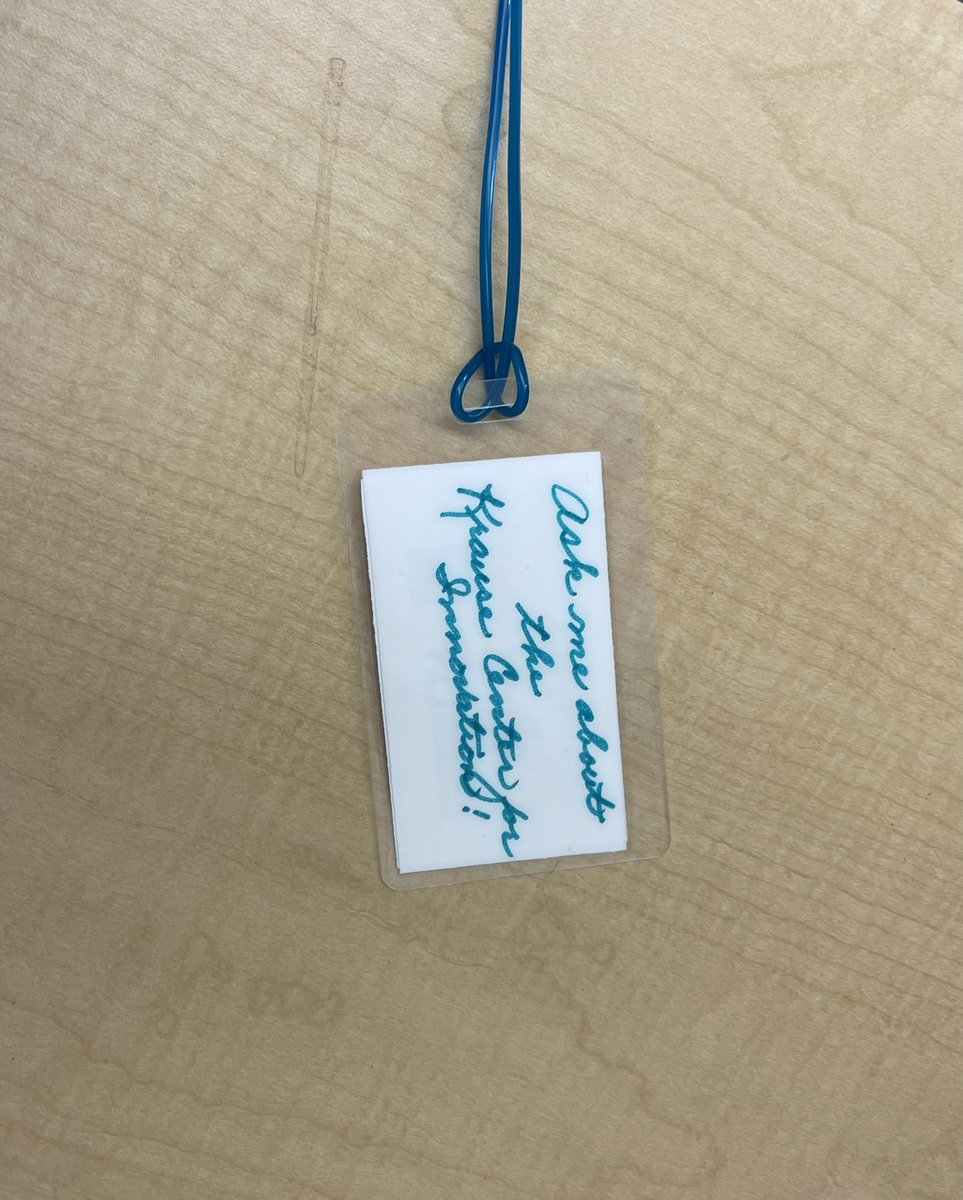 Ask me about
the
Krause Center for
Innovation!